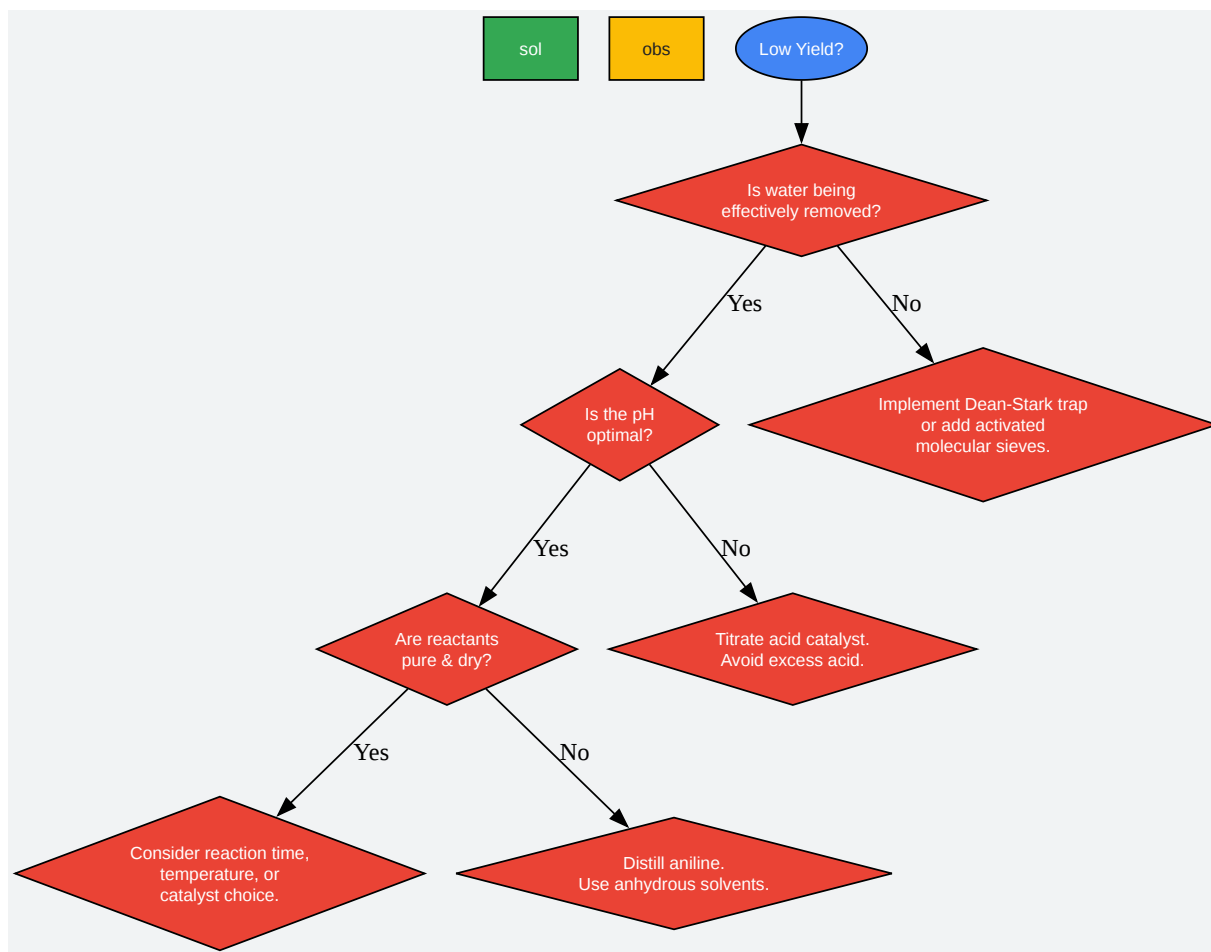 sol
obs
Low Yield?
Is water being
effectively removed?
Yes
No
Is the pH
optimal?
Implement Dean-Stark trap
or add activated
molecular sieves.
Yes
No
Are reactants
pure & dry?
Titrate acid catalyst.
Avoid excess acid.
Yes
No
Consider reaction time,
temperature, or
catalyst choice.
Distill aniline.
Use anhydrous solvents.